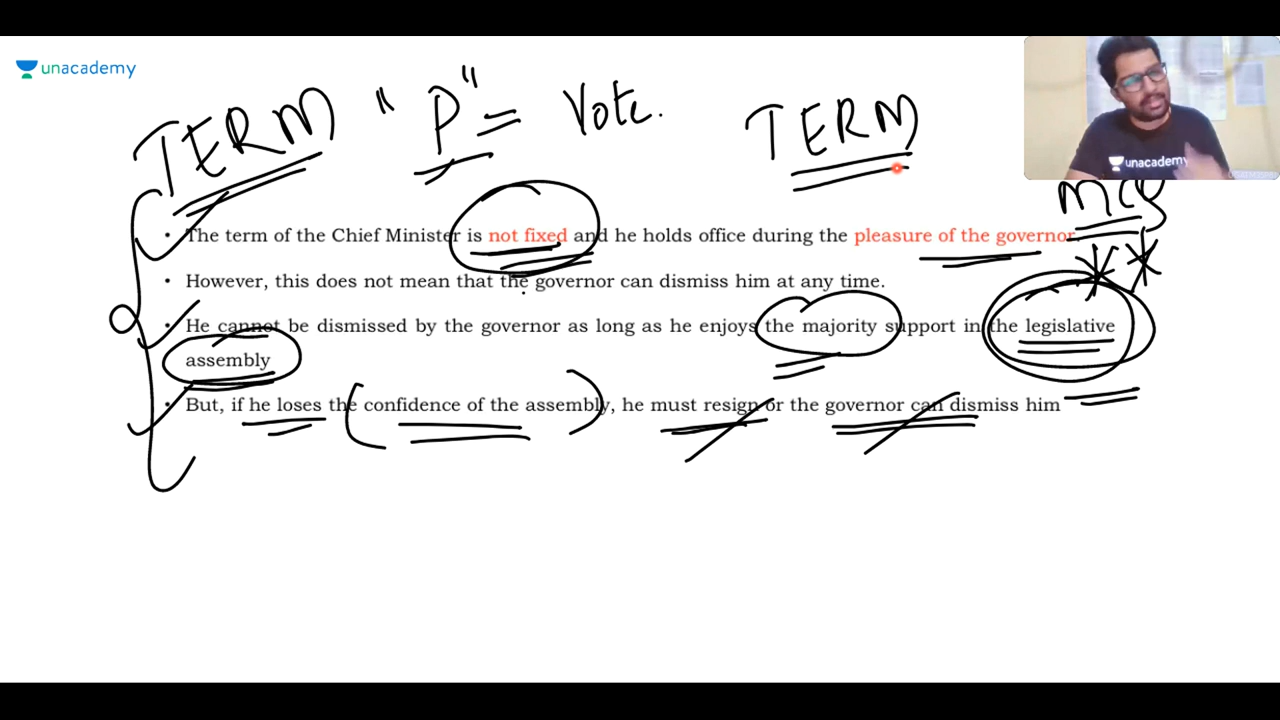 unacademy
TERM "P" = Vote. TERM
unacademy
MCQ
• The term of the Chief Minister is not fixed and he holds office during the pleasure of the governor.
• However, this does not mean that the governor can dismiss him at any time.
• He cannot be dismissed by the governor as long as he enjoys the majority support in the legislative
assembly
• But, if he loses the confidence of the assembly, he must resign or the governor can dismiss him